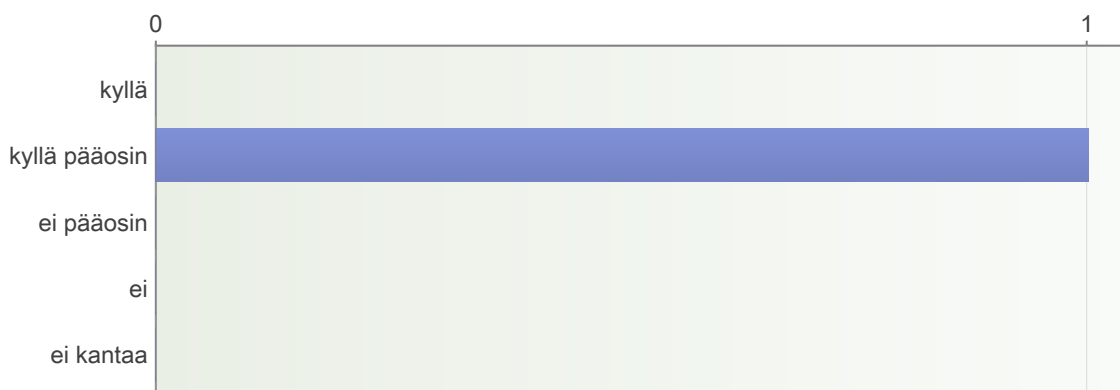 0 1
kyllä
kyllä pääosin
ei pääosin
ei
ei kantaa